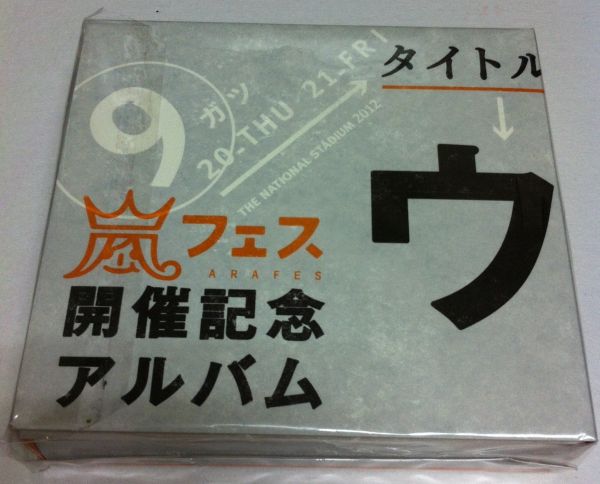 9
ガツ
20-THU 21-FRI
THE NATIONAL STADIUM 2012
タイトル
ウ
嵐フェス
ARAFES
開催記念
アルバム